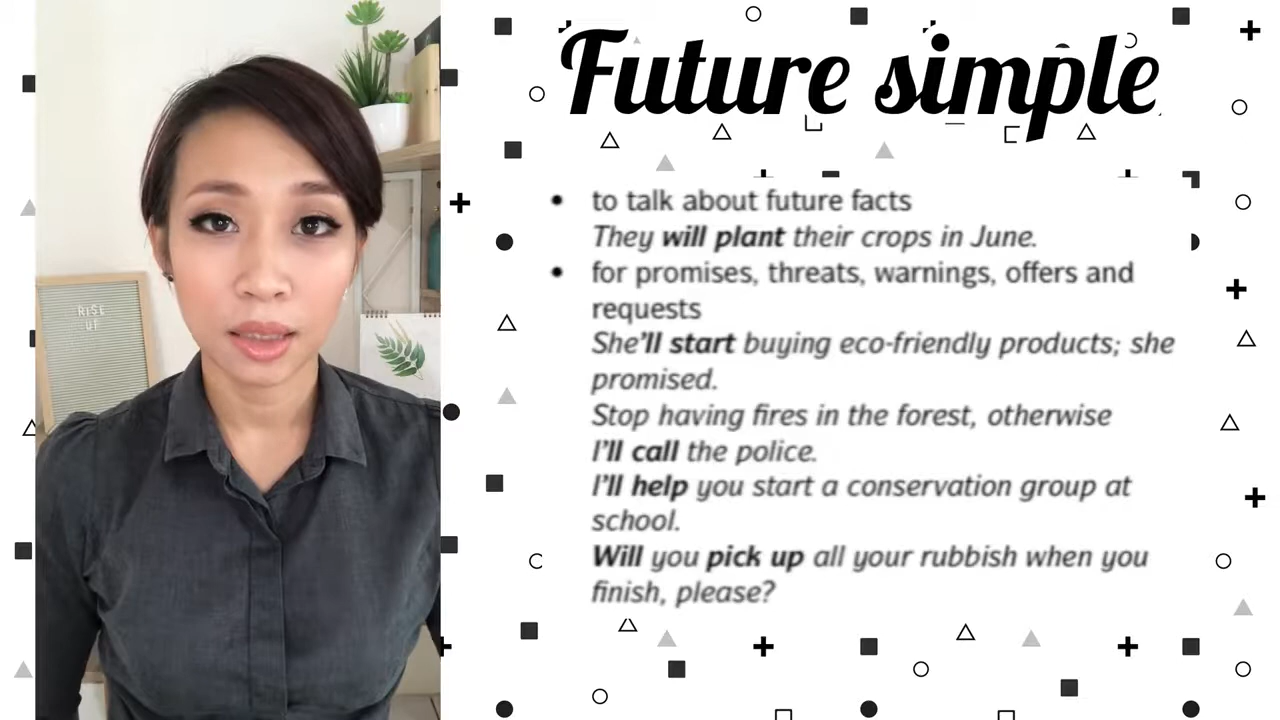 Future simple
• to talk about future facts
They will plant their crops in June.
• for promises, threats, warnings, offers and
requests
She'll start buying eco-friendly products; she
promised.
Stop having fires in the forest, otherwise
I'll call the police.
I'll help you start a conservation group at
school.
Will you pick up all your rubbish when you
finish, please?
RISE
UP